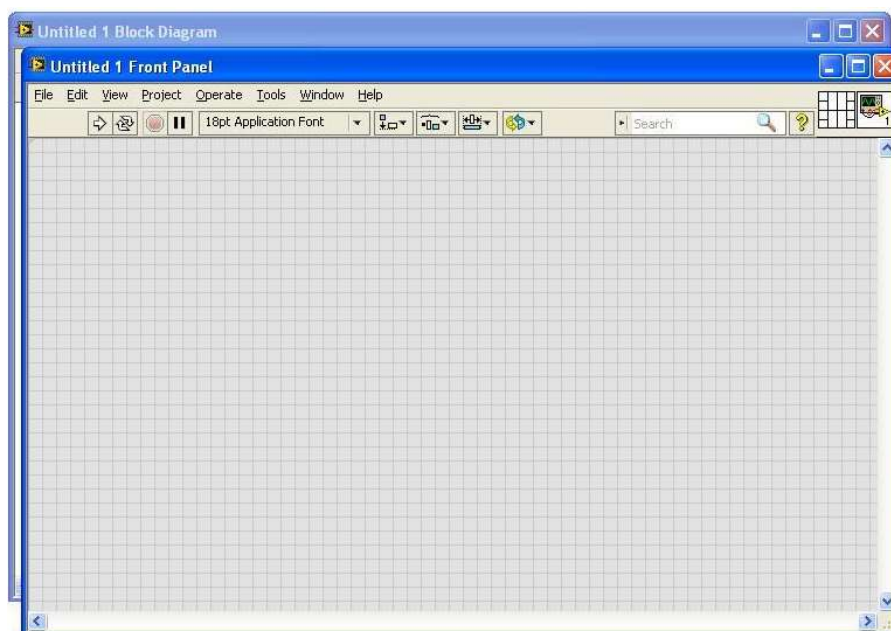 Untitled 1 Block Diagram
Untitled 1 Front Panel
File Edit View Project Operate Tools Window Help
18pt Application Font Search ?
1